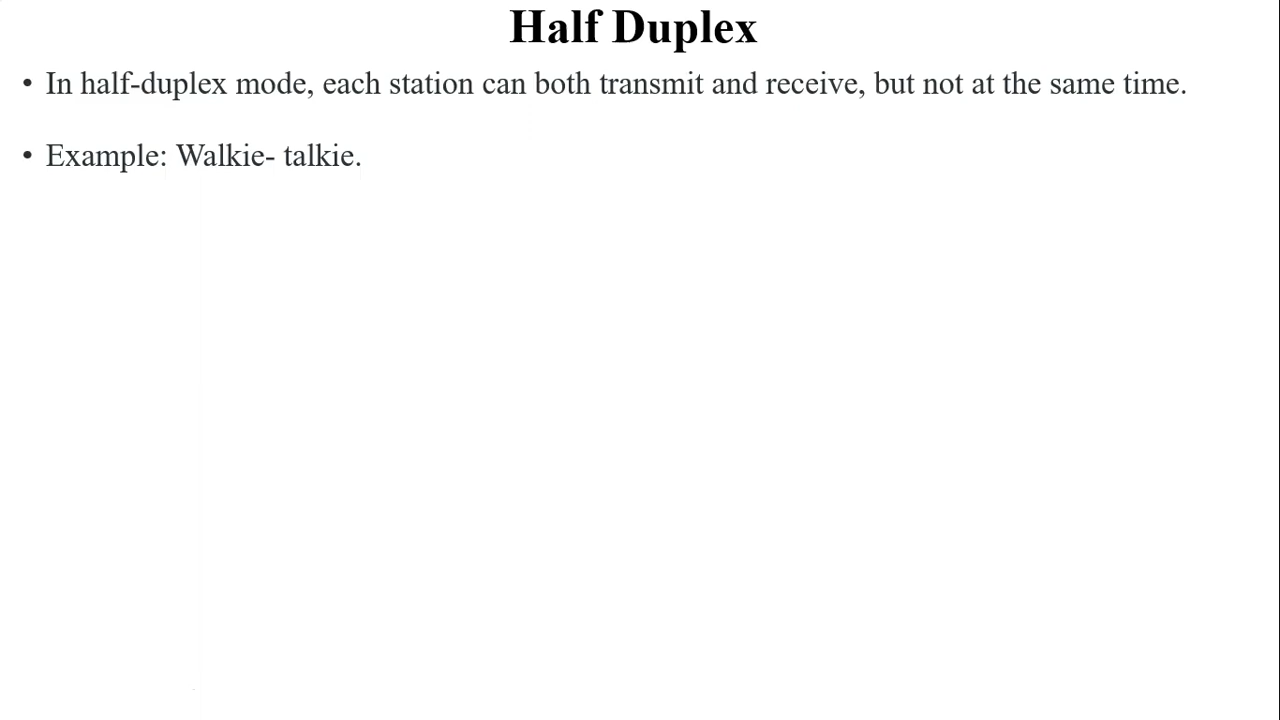 Half Duplex
• In half-duplex mode, each station can both transmit and receive, but not at the same time.
• Example: Walkie- talkie.